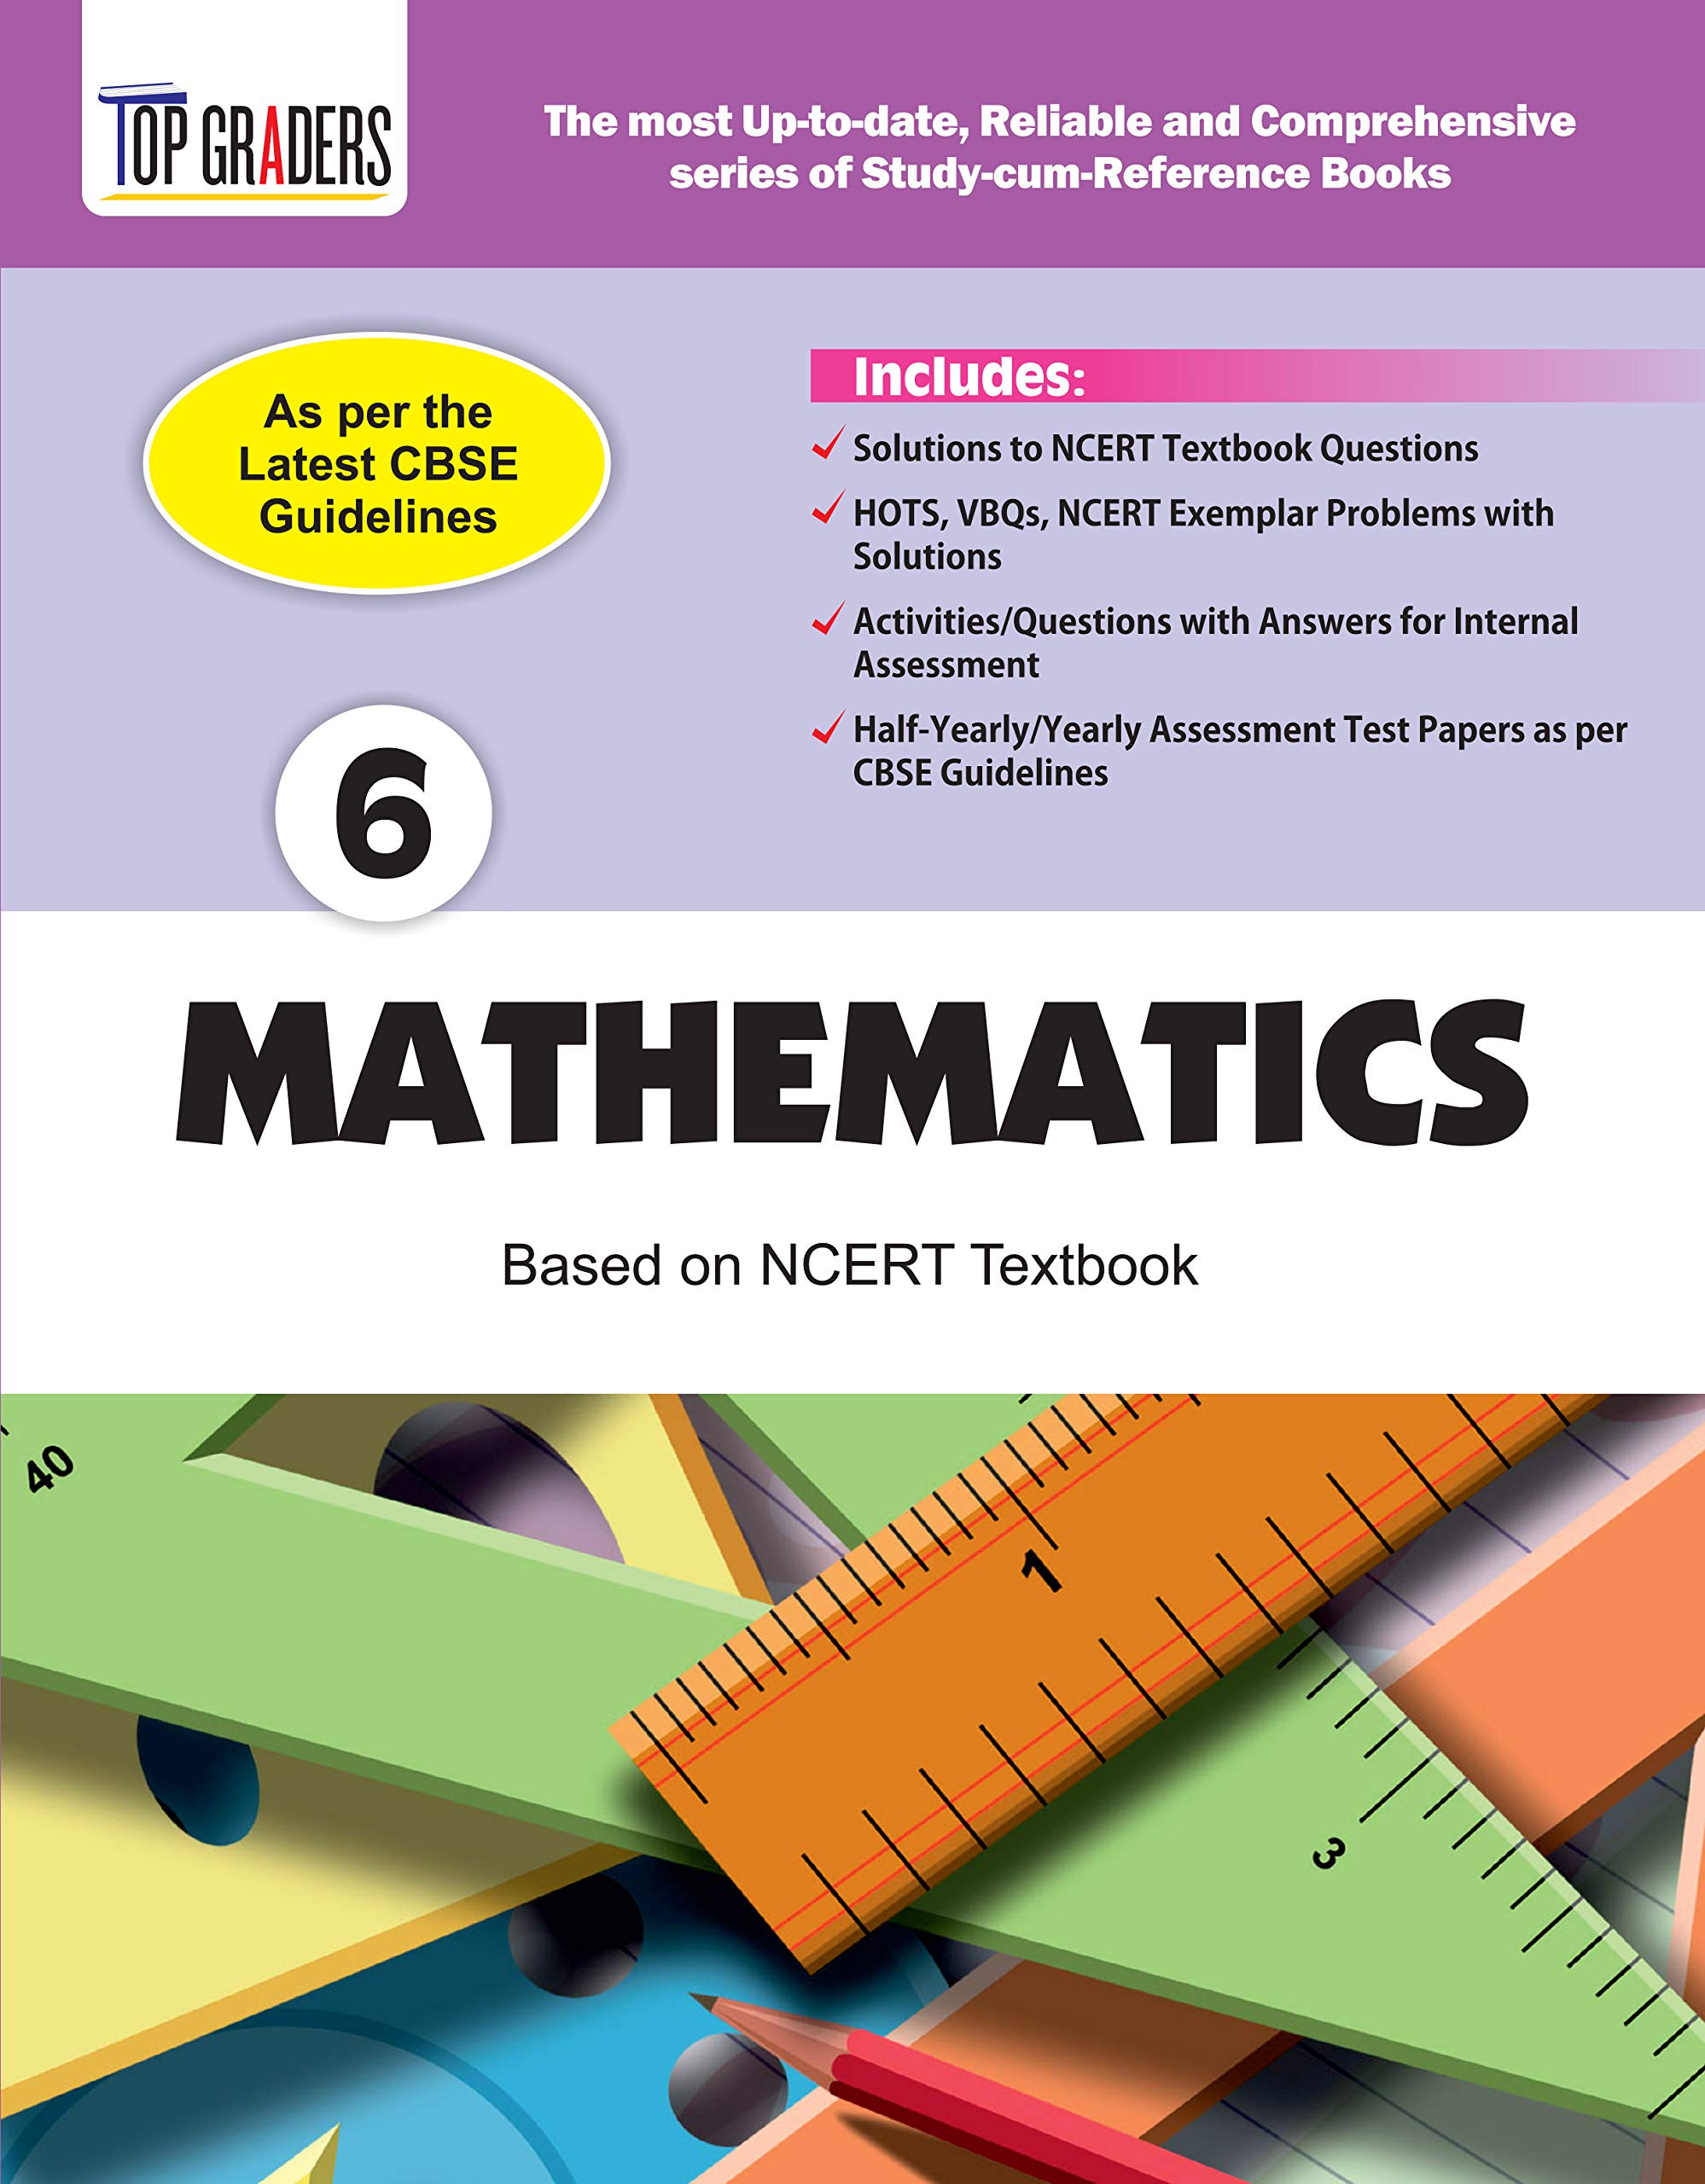 TOP GRADERS
The most Up-to-date, Reliable and Comprehensive
series of Study-cum-Reference Books
As per the
Latest CBSE
Guidelines
Includes:
Solutions to NCERT Textbook Questions
HOTS, VBQs, NCERT Exemplar Problems with
Solutions
Activities/Questions with Answers for Internal
Assessment
Half-Yearly/Yearly Assessment Test Papers as per
CBSE Guidelines
6
MATHEMATICS
Based on NCERT Textbook
40
1
3